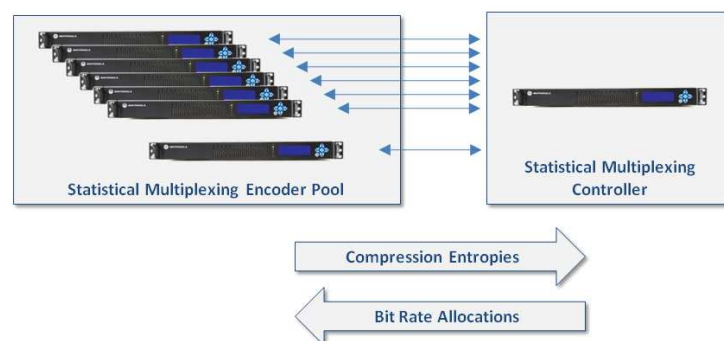 Statistical Multiplexing Encoder Pool
Statistical Multiplexing
Controller
Compression Entropies
Bit Rate Allocations